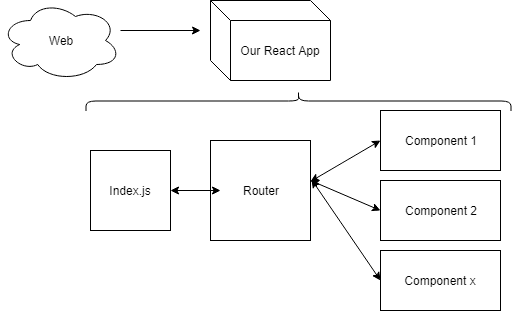 Web
Our React App
Index.js
Router
Component 1
Component 2
Component x